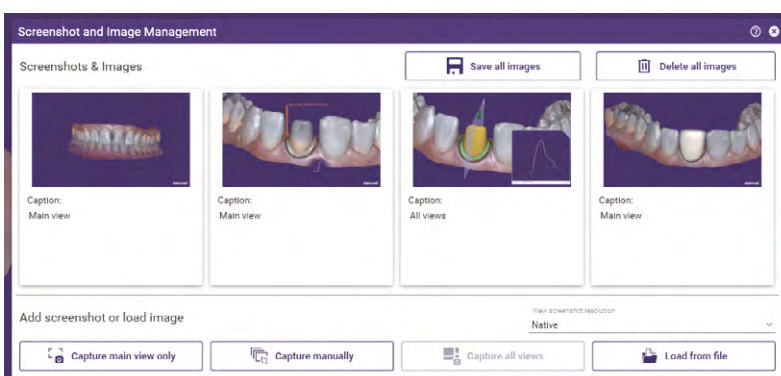 Screenshot and Image Management
Screenshots & Images
Save all images
Delete all images
Caption:
Main view
Caption:
Main view
Caption:
All views
Caption:
Main view
Add screenshot or load image
View screenshot resolution
Native
Capture main view only
Capture manually
Capture all views
Load from file